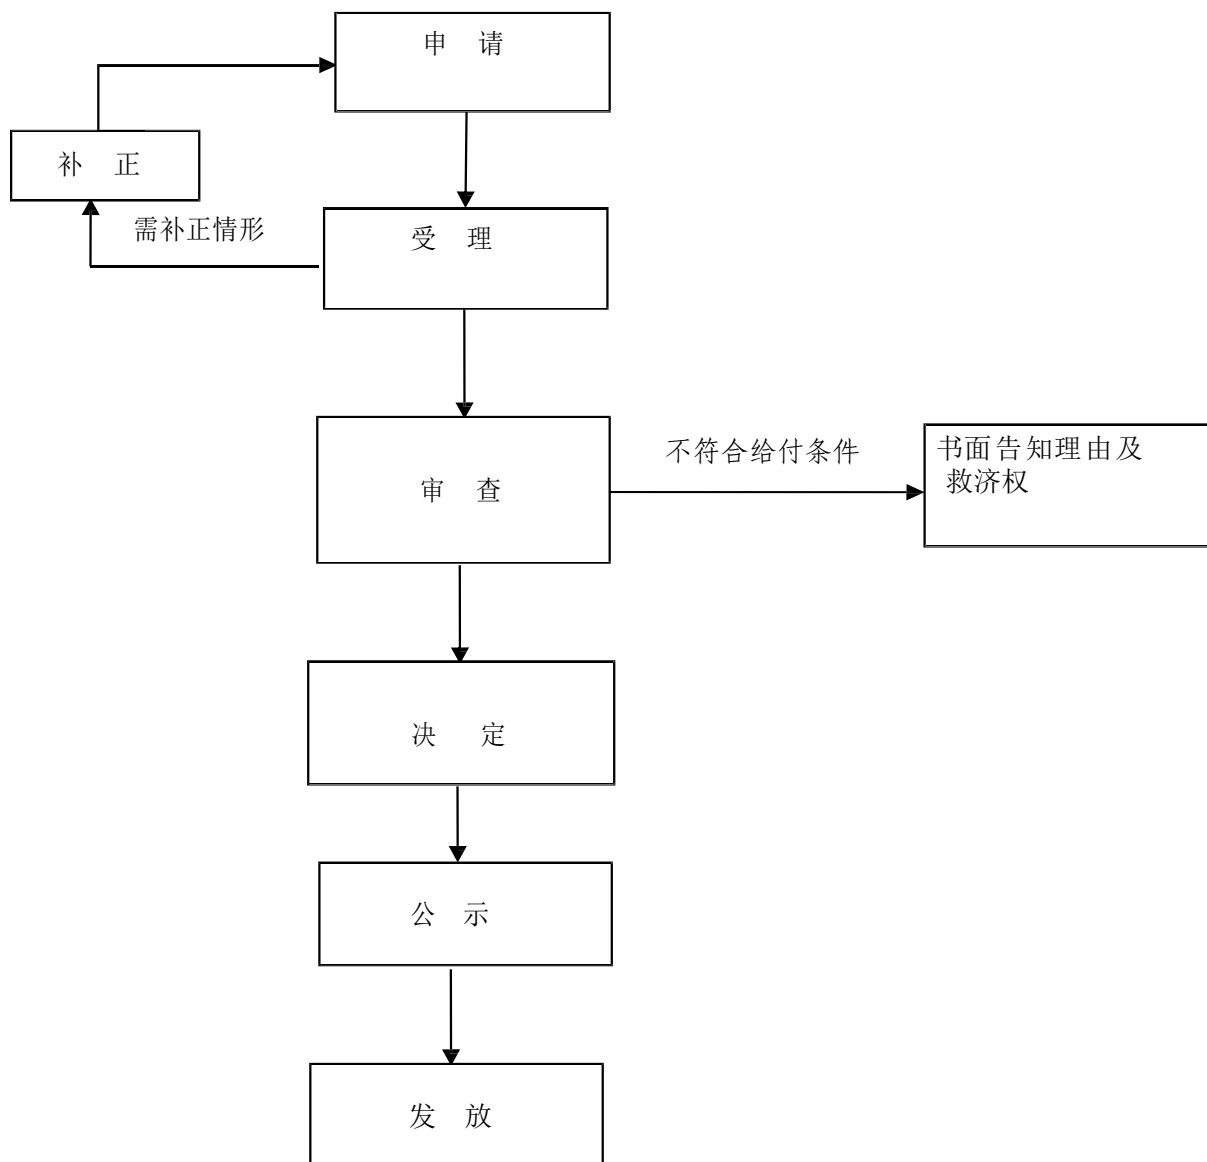 申 请
补 正
需补正情形
受 理
不符合给付条件
书面告知理由及
救济权
审 查
决 定
公 示
发 放